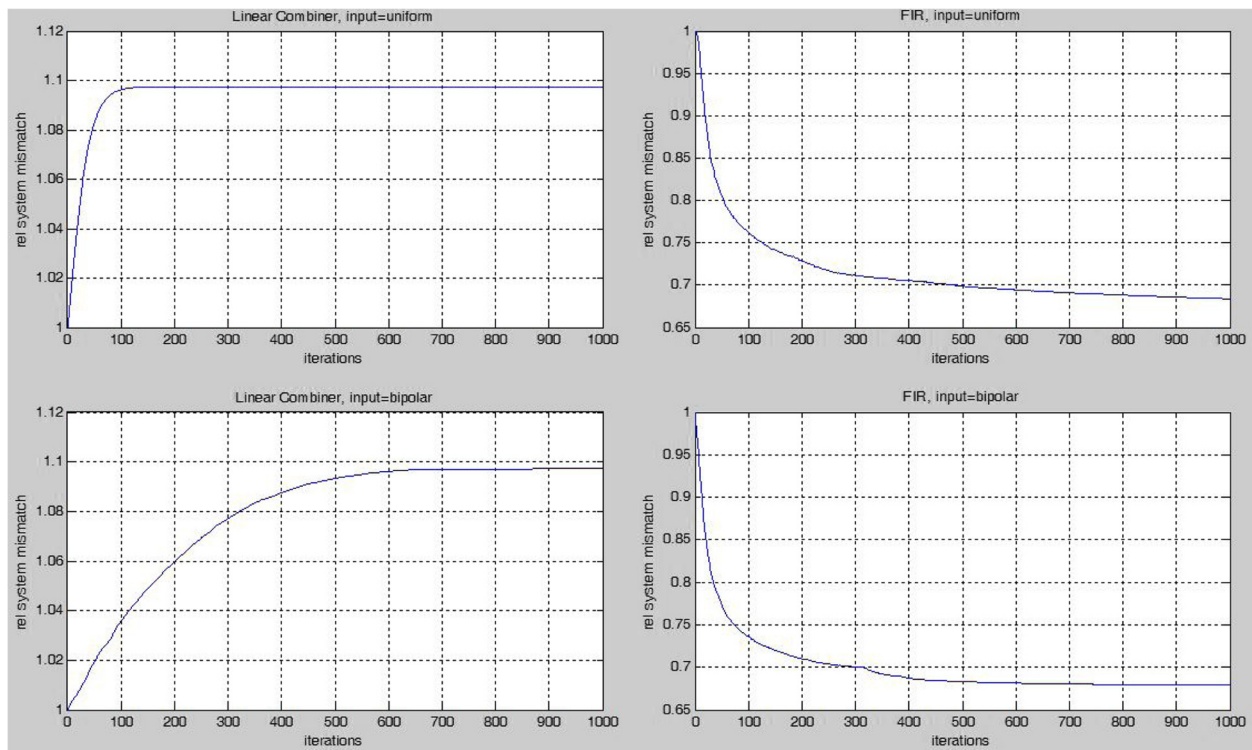 Linear Combiner, input=uniform
1.12
1.1
1.08
1.06
1.04
1.02
1
0 100 200 300 400 500 600 700 800 900 1000
rel system mismatch
iterations
FIR, input=uniform
1
0.95
0.9
0.85
0.8
0.75
0.7
0.65
0 100 200 300 400 500 600 700 800 900 1000
rel system mismatch
iterations
Linear Combiner, input=bipolar
1.12
1.1
1.08
1.06
1.04
1.02
1
0 100 200 300 400 500 600 700 800 900 1000
rel system mismatch
iterations
FIR, input=bipolar
1
0.95
0.9
0.85
0.8
0.75
0.7
0.65
0 100 200 300 400 500 600 700 800 900 1000
rel system mismatch
iterations